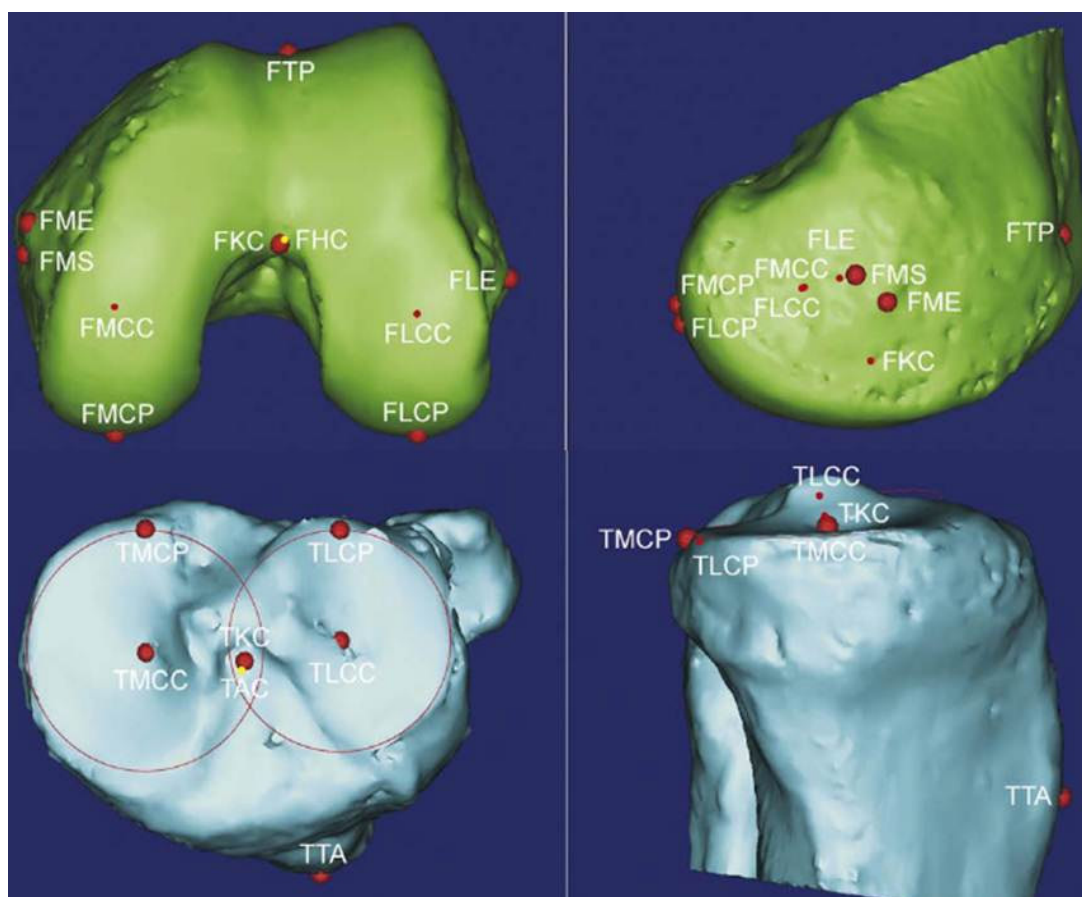 FTP
FME
FKC FHC
FMS
FLE
FMCC
FLCC
FMCP
FLCP
FLE
FTP
FMCC
FMS
FMCP
FLCC
FME
FLCP
FKC
TMCP
TLCP
TKC
TMCC
TAC
TLCC
TTA
TLCC
TKC
TMCP
TMCC
TLCP
TTA